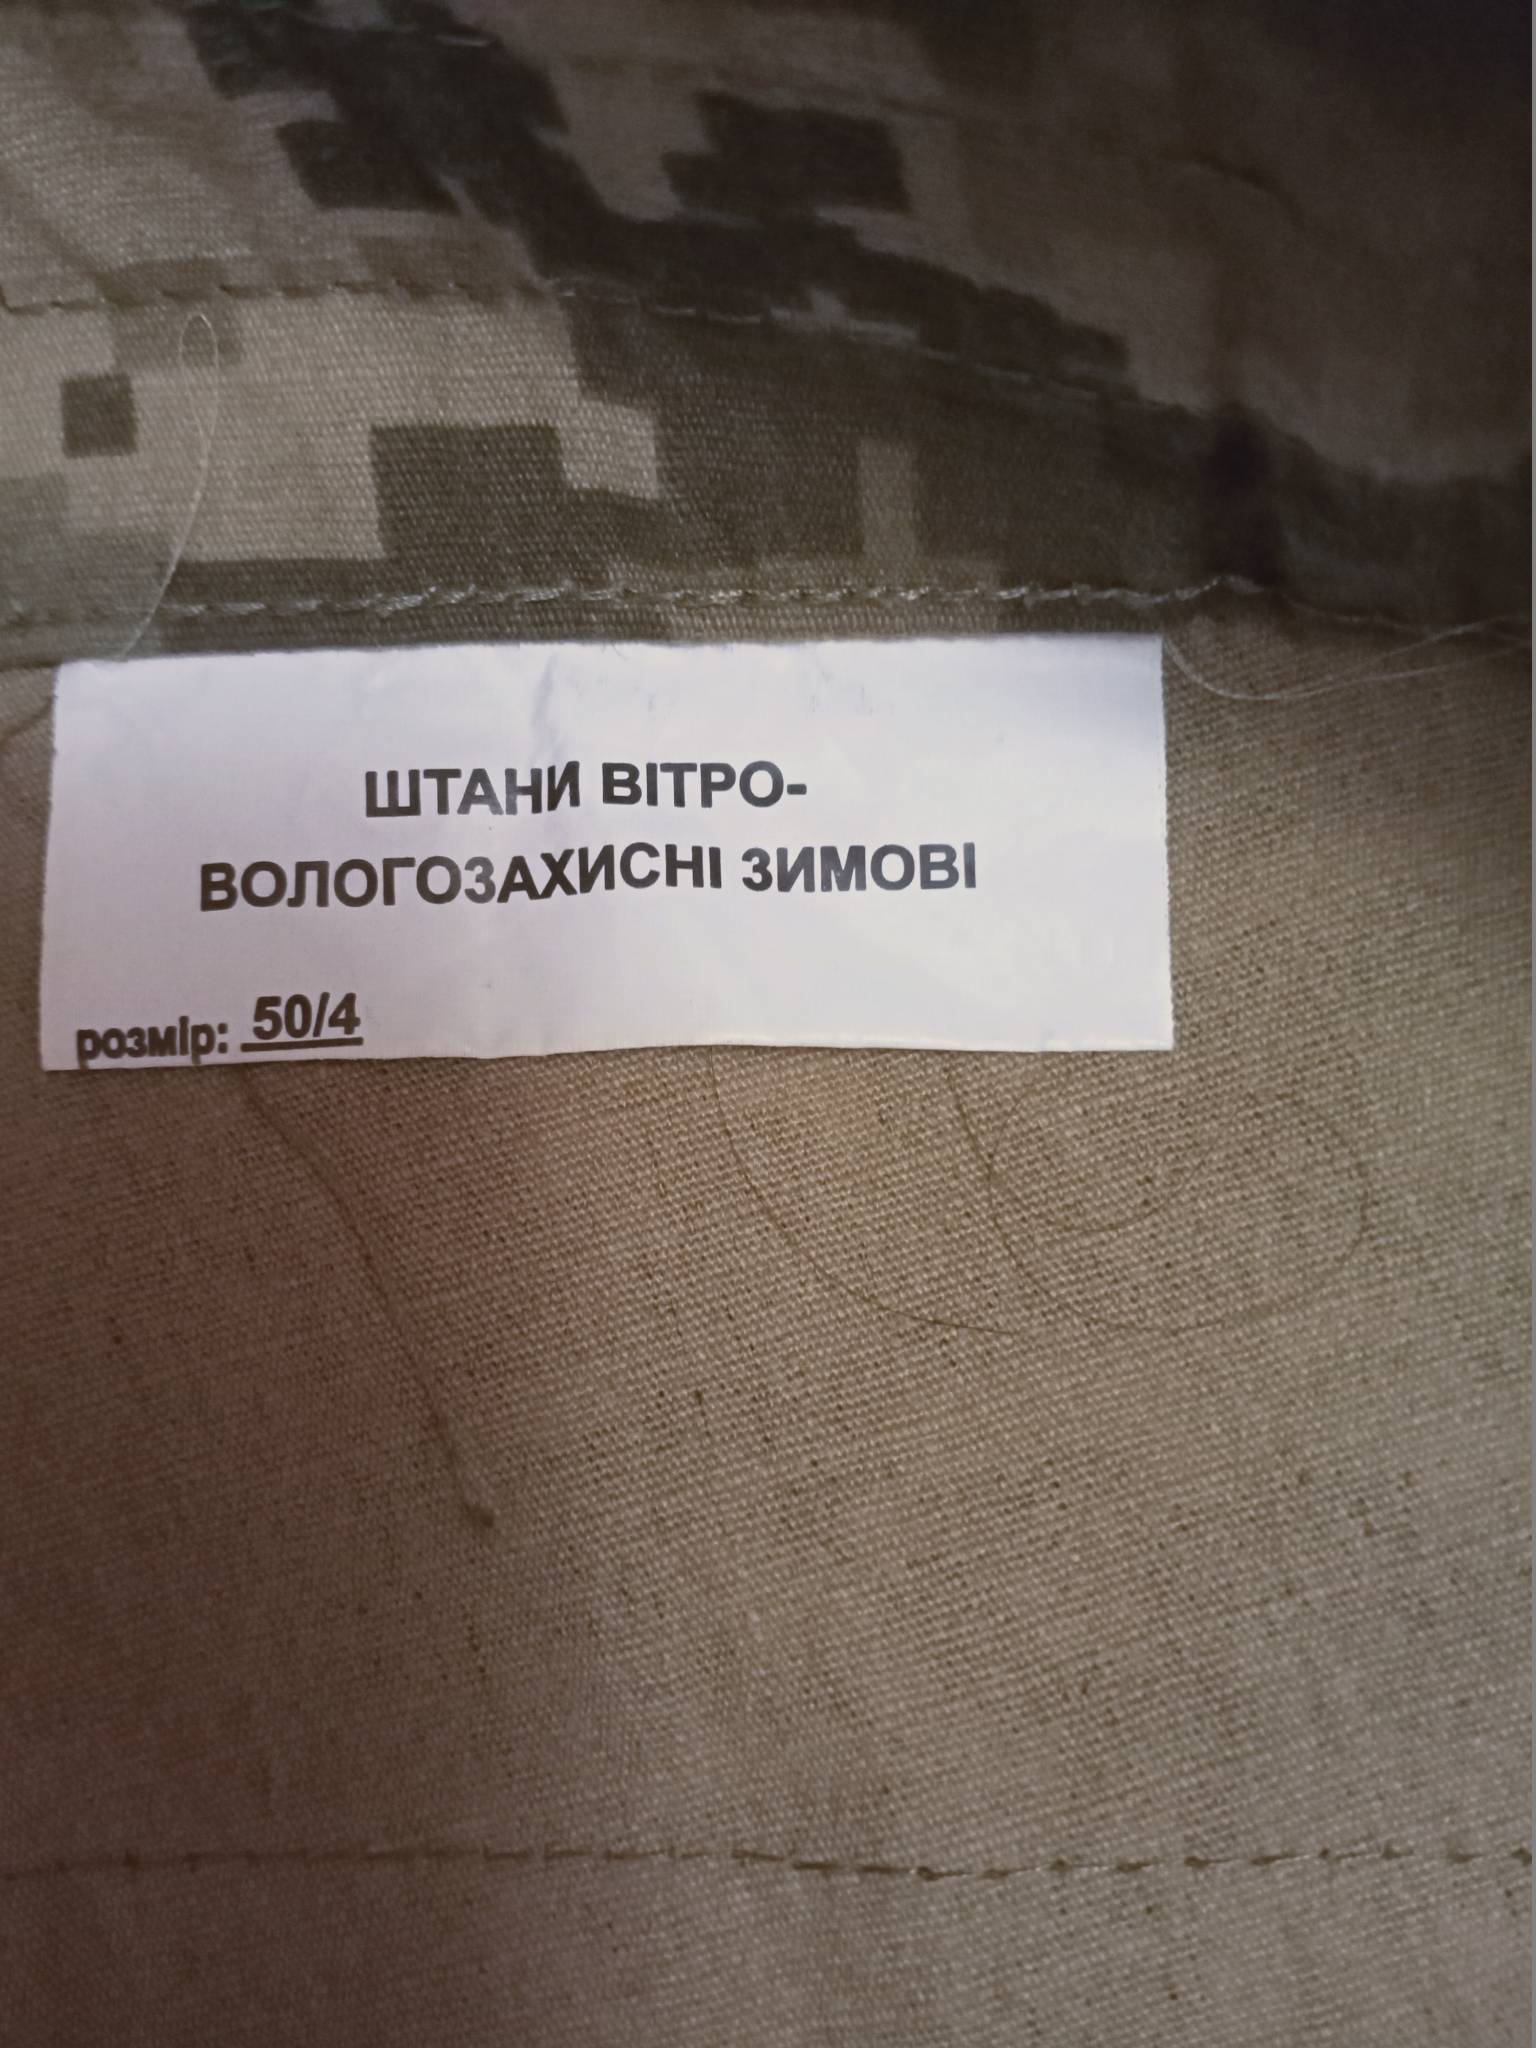 ШТАНИ ВІТРО-
ВОЛОГОЗАХИСНІ ЗИМОВІ
розмір: 50/4